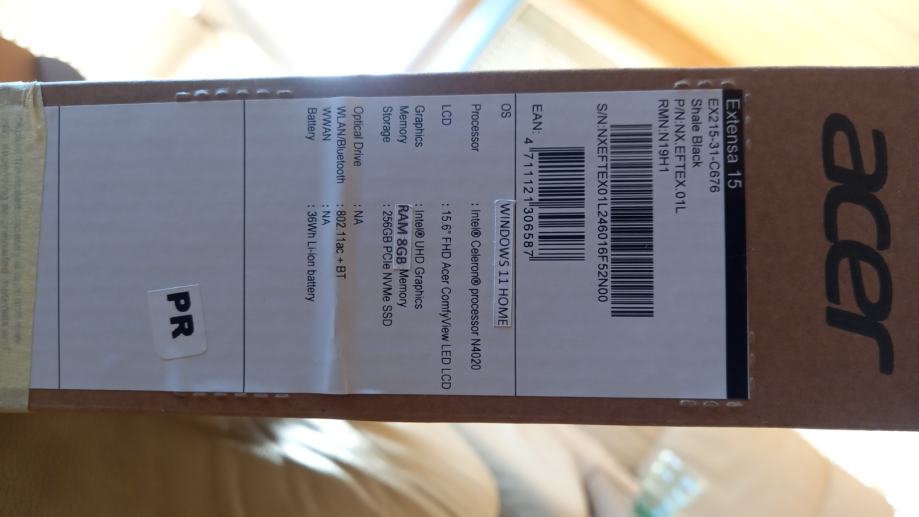 acer
Extensa 15
EX215-31-C676
Shale Black
P/N:NX.EFTEX.01L
RMN:N19H1
S/N:NXEFTEX01L246016F52N00
EAN: 4 711121 306587
OS WINDOWS 11 HOME
Processor : Intel® Celeron® processor N4020
LCD : 15.6" FHD Acer ComfyView LED LCD
Graphics : Intel® UHD Graphics
Memory RAM 8GB Memory
Storage : 256GB PCIe NVMe SSD
Optical Drive : NA
WLAN/Bluetooth : 802.11ac + BT
WWAN : NA
Battery : 36Wh Li-ion battery
PR